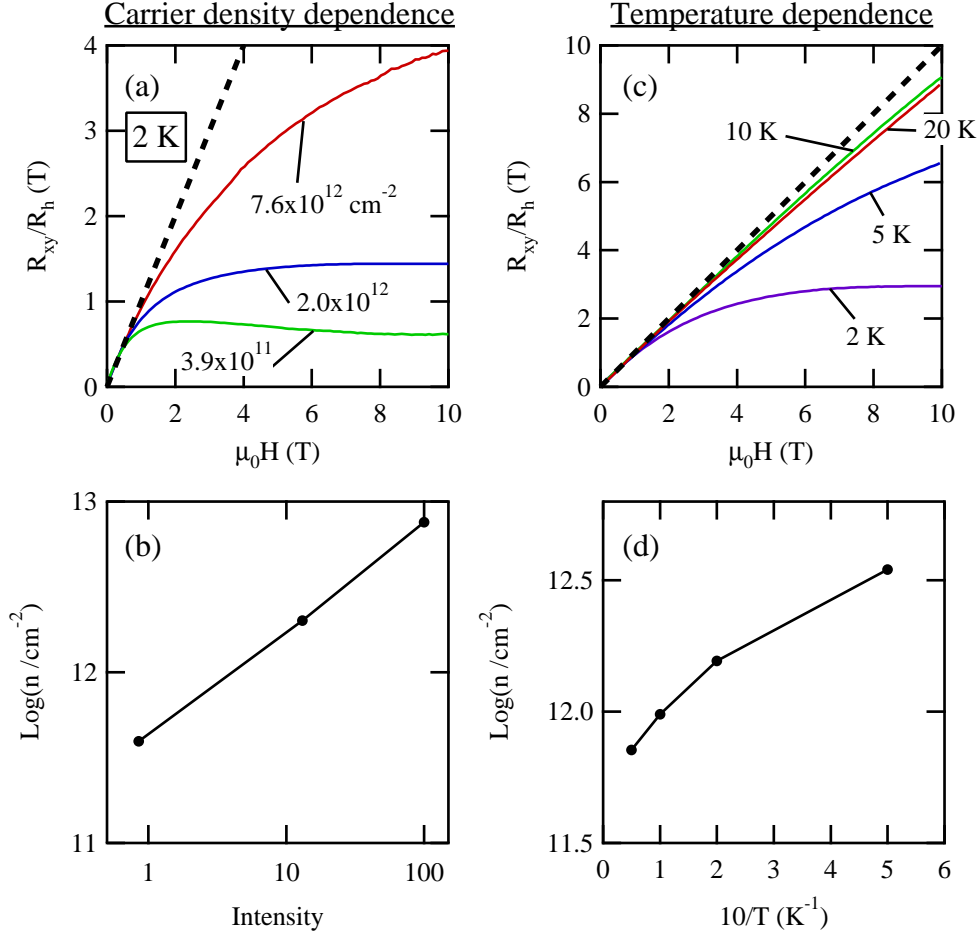 Carrier density dependence
Temperature dependence
(a)
2 K
7.6x10^12 cm^-2
2.0x10^12
3.9x10^11
R_xy/R_h (T)
4
3
2
1
0
0 2 4 6 8 10
μ_0H (T)
(c)
10 K
20 K
5 K
2 K
R_xy/R_h (T)
10
8
6
4
2
0
0 2 4 6 8 10
μ_0H (T)
(b)
Log(n /cm^-2)
13
12
11
1 10 100
Intensity
(d)
Log(n /cm^-2)
12.5
12.0
11.5
0 1 2 3 4 5 6
10/T (K^-1)